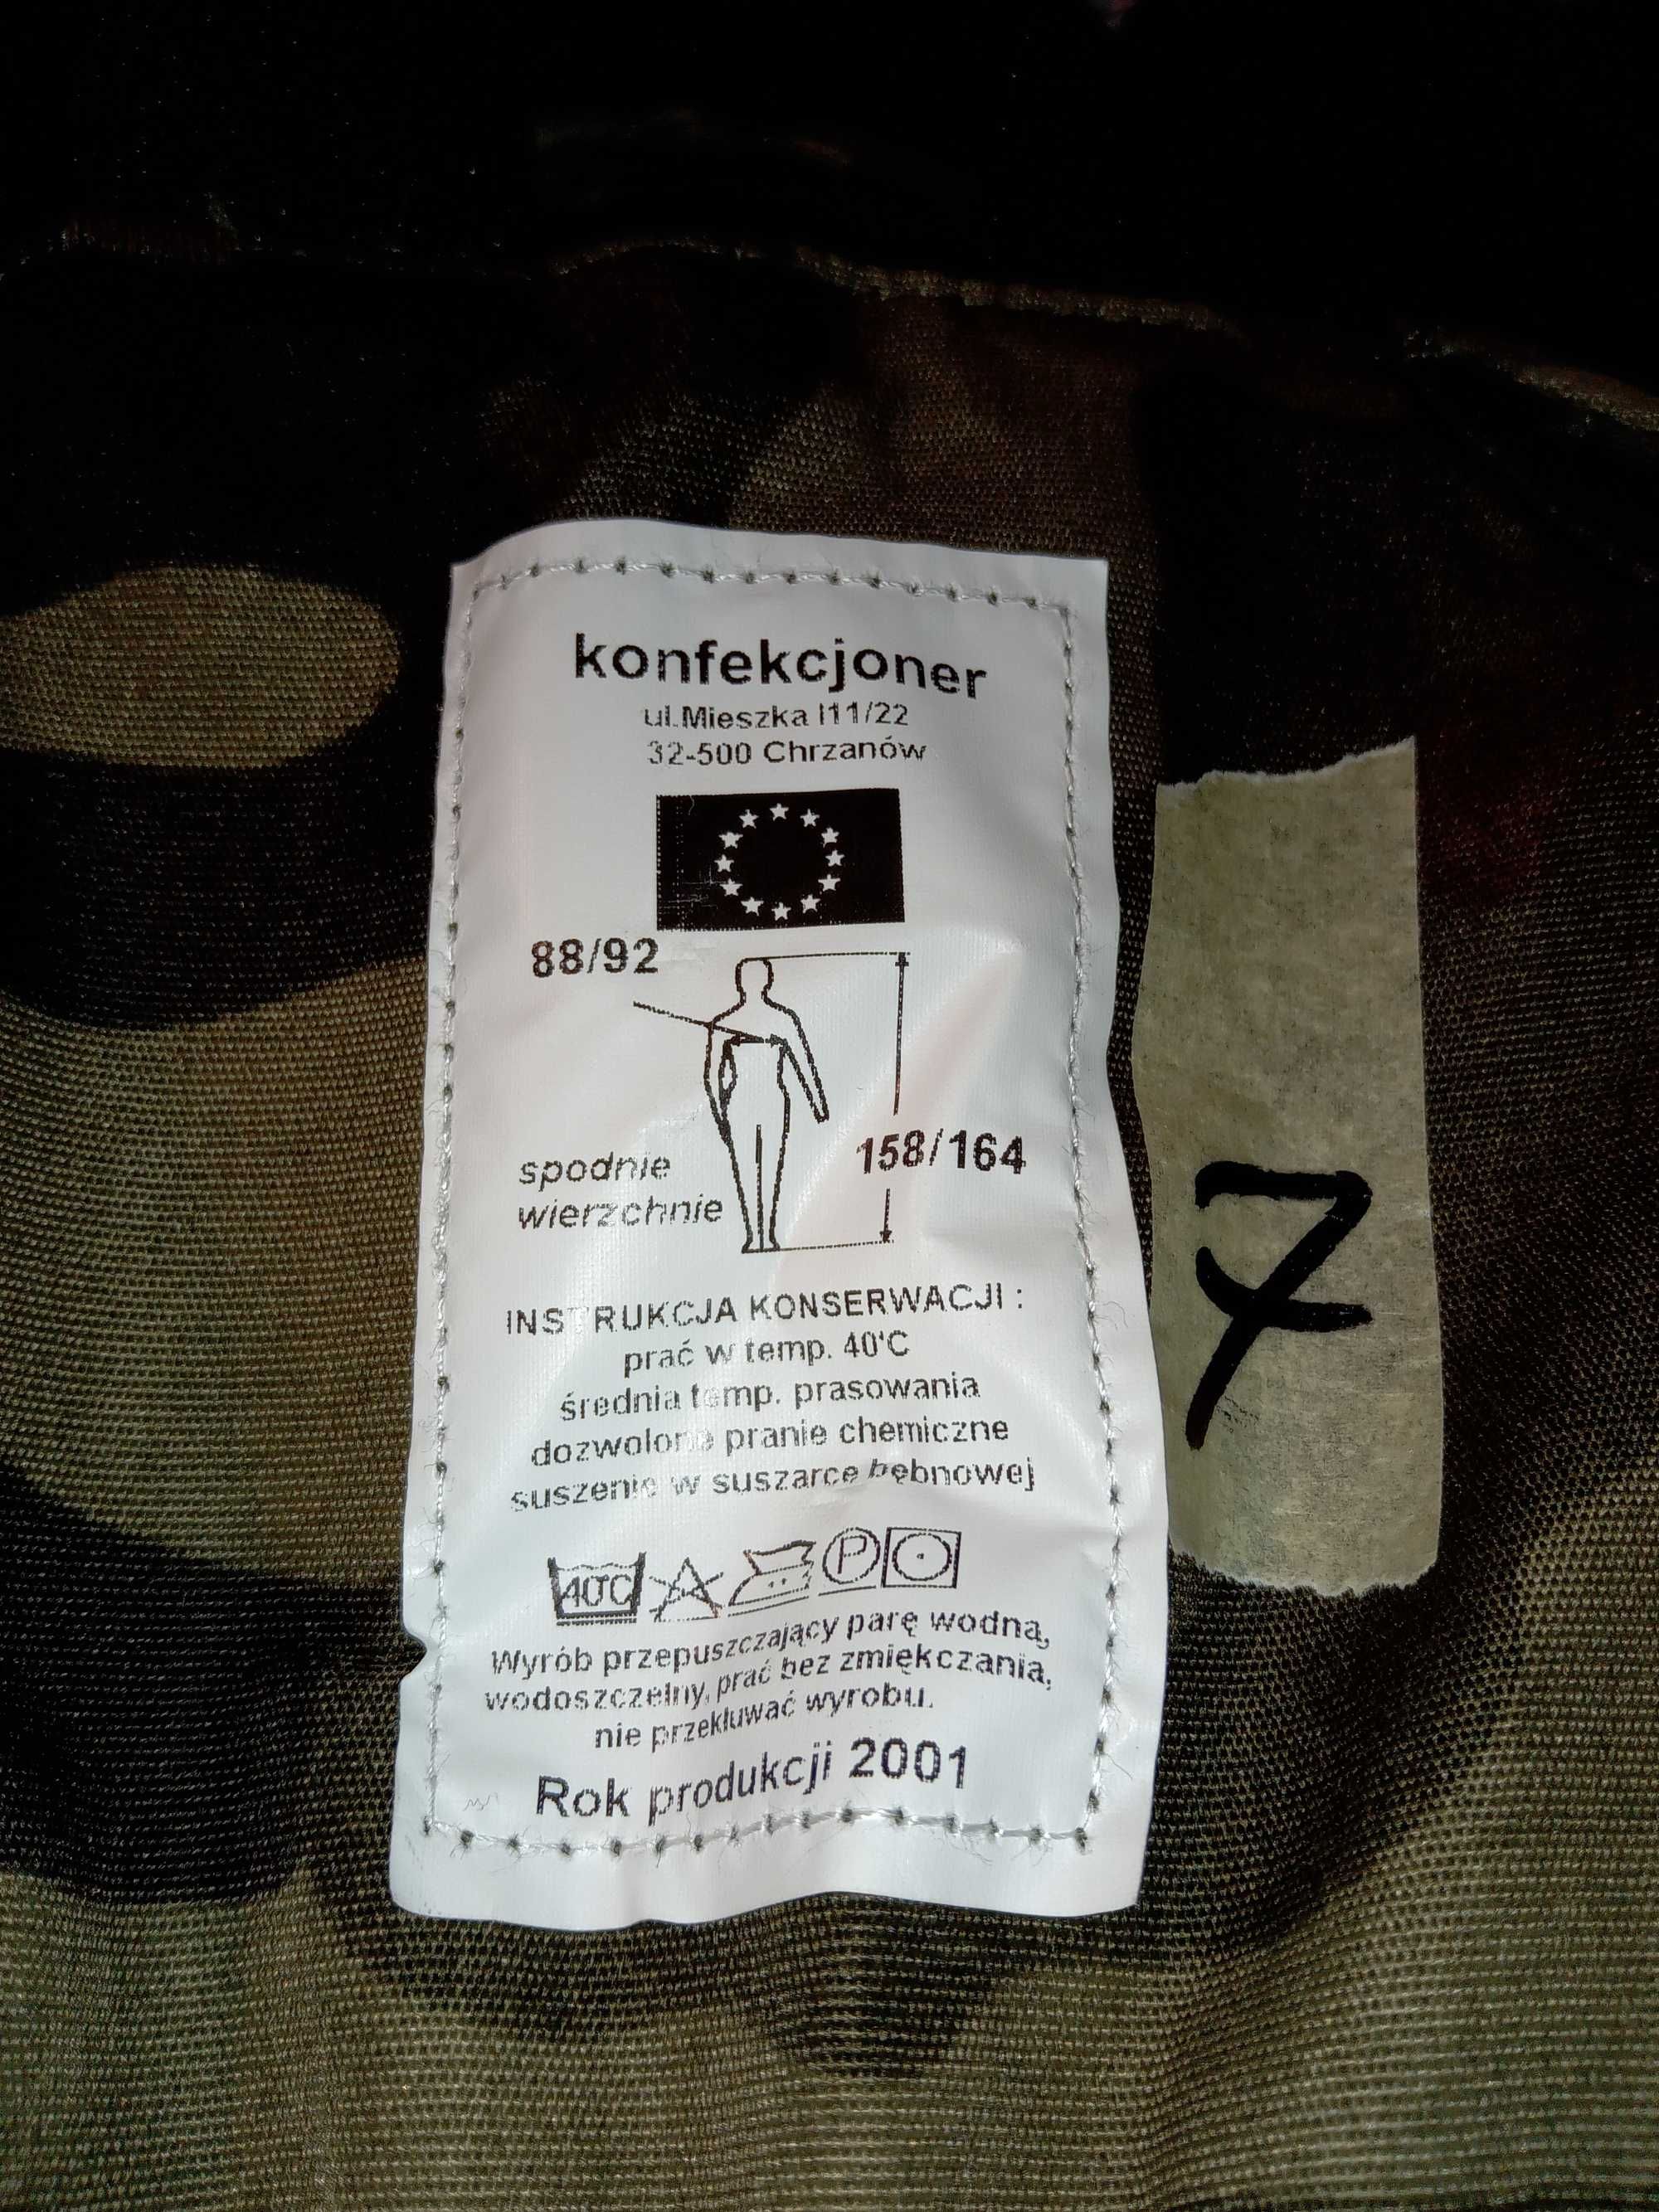 konfekcjoner
ul.Mieszka I11/22
32-500 Chrzanów
88/92
158/164
spodnie
wierzchnie
INSTRUKCJA KONSERWACJI :
prać w temp. 40'C
średnia temp. prasowania
dozwolone pranie chemiczne
suszenie w suszarce bębnowej
40'C
P
Wyrób przepuszczający parę wodną,
wodoszczelny, prać bez zmiękczania,
nie przekłuwać wyrobu.
Rok produkcji 2001
7